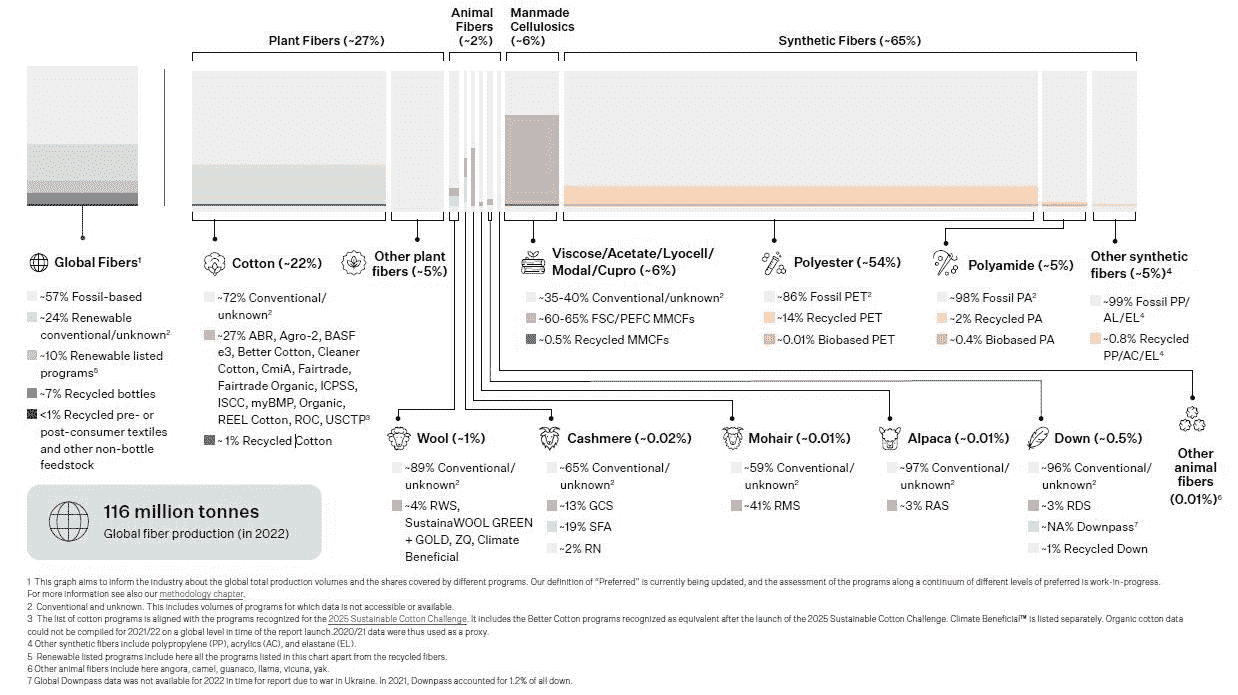 Plant Fibers (~27%)
Animal
Fibers
(~2%)
Manmade
Cellulosics
(~6%)
Synthetic Fibers (~65%)
Global Fibers¹
~57% Fossil-based
~24% Renewable
conventional/unknown²
~10% Renewable listed
programs⁵
~7% Recycled bottles
<1% Recycled pre- or
post-consumer textiles
and other non-bottle
feedstock
Cotton (~22%)
~72% Conventional/
unknown²
~27% ABR, Agro-2, BASF
e3, Better Cotton, Cleaner
Cotton, CmiA, Fairtrade,
Fairtrade Organic, ICPSS,
ISCC, myBMP, Organic,
REEL Cotton, ROC, USCTP³
~ 1% Recycled Cotton
Other plant
fibers (~5%)
Viscose/Acetate/Lyocell/
Modal/Cupro (~6%)
~35-40% Conventional/unknown²
~60-65% FSC/PEFC MMCFs
~0.5% Recycled MMCFs
Polyester (~54%)
~86% Fossil PET²
~14% Recycled PET
~0.01% Biobased PET
Polyamide (~5%)
~98% Fossil PA²
~2% Recycled PA
~0.4% Biobased PA
Other synthetic
fibers (~5%)⁴
~99% Fossil PP/
AL/EL⁴
~0.8% Recycled
PP/AC/EL⁴
Wool (~1%)
~89% Conventional/
unknown²
~4% RWS,
SustainaWOOL GREEN
+ GOLD, ZQ, Climate
Beneficial
Cashmere (~0.02%)
~65% Conventional/
unknown²
~13% GCS
~19% SFA
~2% RN
Mohair (~0.01%)
~59% Conventional/
unknown²
~41% RMS
Alpaca (~0.01%)
~97% Conventional/
unknown²
~3% RAS
Down (~0.5%)
~96% Conventional/
unknown²
~3% RDS
~NA% Downpass⁷
~1% Recycled Down
Other
animal
fibers
(0.01%)⁶
116 million tonnes
Global fiber production (in 2022)
1 This graph aims to inform the industry about the global total production volumes and the shares covered by different programs. Our definition of "Preferred" is currently being updated, and the assessment of the programs along a continuum of different levels of preferred is work-in-progress.
For more information see also our methodology chapter.
2 Conventional and unknown. This includes volumes of programs for which data is not accessible or available.
3 The list of cotton programs is aligned with the programs recognized for the 2025 Sustainable Cotton Challenge. It includes the Better Cotton programs recognized as equivalent after the launch of the 2025 Sustainable Cotton Challenge. Climate Beneficial™ is listed separately. Organic cotton data
could not be compiled for 2021/22 on a global level in time of the report launch.2020/21 data were thus used as a proxy.
4 Other synthetic fibers include polypropylene (PP), acrylics (AC), and elastane (EL).
5 Renewable listed programs include here all the programs listed in this chart apart from the recycled fibers.
6 Other animal fibers include here angora, camel, guanaco, llama, vicuna, yak.
7 Global Downpass data was not available for 2022 in time for report due to war in Ukraine. In 2021, Downpass accounted for 1.2% of all down.